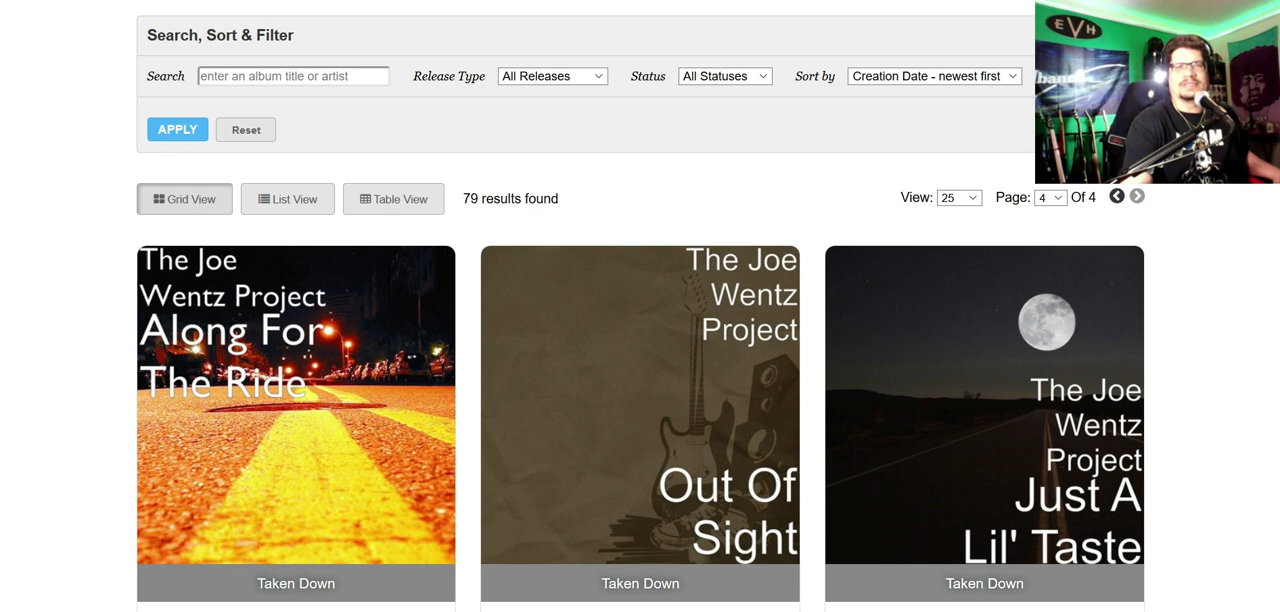 Search, Sort & Filter
Search enter an album title or artist Release Type All Releases Status All Statuses Sort by Creation Date - newest first
APPLY Reset
EVH
Grid View List View Table View 79 results found View: 25 Page: 4 Of 4
The Joe
Wentz Project
Along For
The Ride
Taken Down
The Joe
Wentz
Project
Out Of
Sight
Taken Down
The Joe
Wentz
Project
Just A
Lil' Taste
Taken Down